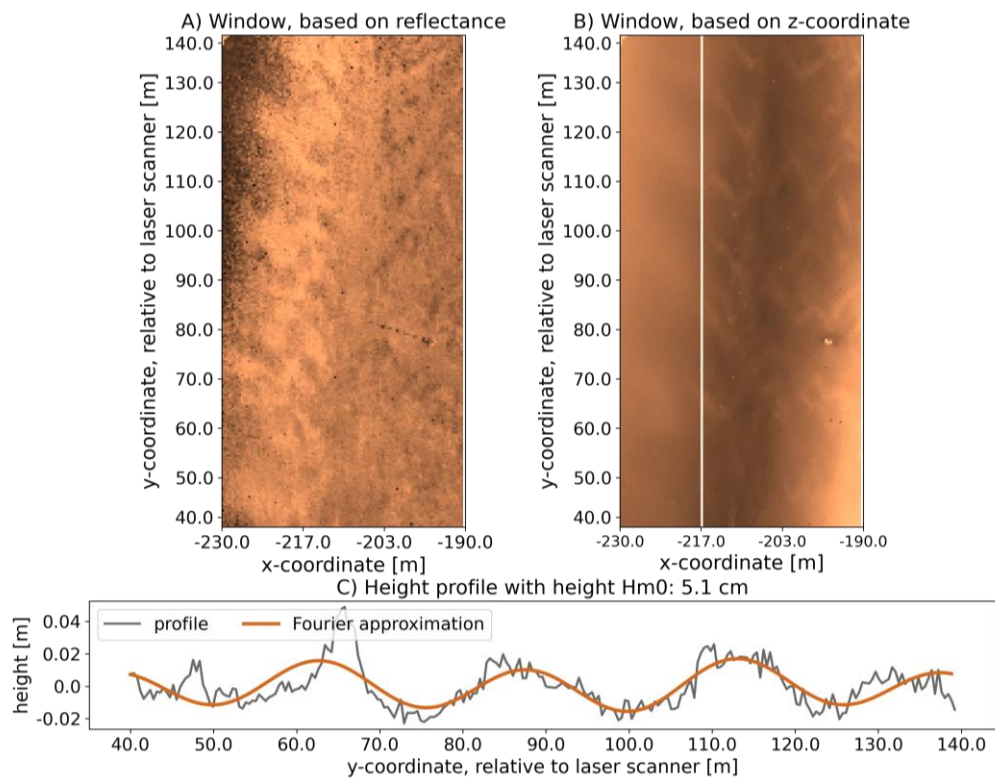 A) Window, based on reflectance
B) Window, based on z-coordinate
y-coordinate, relative to laser scanner [m]
140.0
130.0
120.0
110.0
100.0
90.0
80.0
70.0
60.0
50.0
40.0
-230.0 -217.0 -203.0 -190.0
x-coordinate [m]
y-coordinate, relative to laser scanner [m]
140.0
130.0
120.0
110.0
100.0
90.0
80.0
70.0
60.0
50.0
40.0
-230.0 -217.0 -203.0 -190.0
x-coordinate [m]
C) Height profile with height Hm0: 5.1 cm
height [m]
0.04
0.02
0.0
-0.02
profile
Fourier approximation
40.0 50.0 60.0 70.0 80.0 90.0 100.0 110.0 120.0 130.0 140.0
y-coordinate, relative to laser scanner [m]